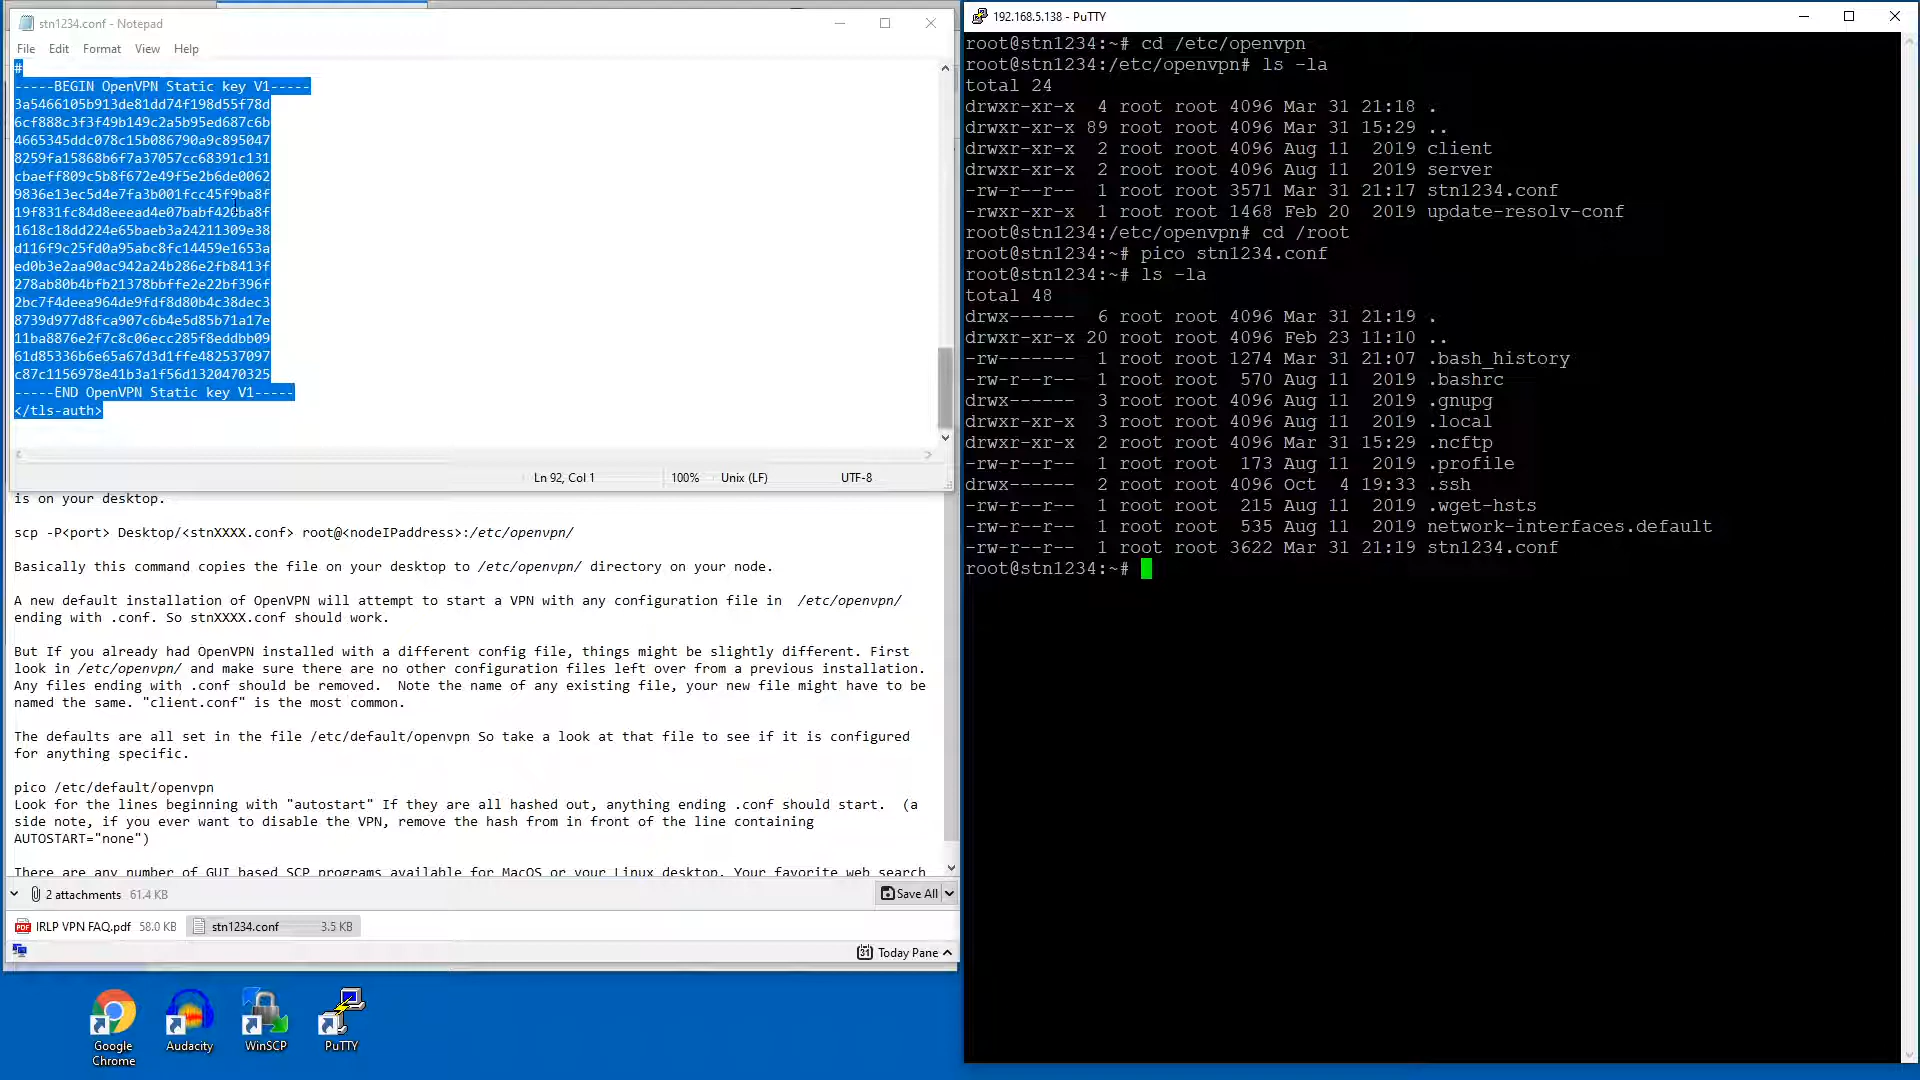 stn1234.conf - Notepad
File Edit Format View Help
#
-----BEGIN OpenVPN Static key V1-----
3a5466105b913de81dd74f198d55f78d
6cf888c3f3f49b149c2a5b95ed687c6b
4665345ddc078c15b086790a9c895047
8259fa15868b6f7a37057cc68391c131
cbaeff809c5b8f672e49f5e2b6de0062
9836e13ec5d4e7fa3b001fcc45f9ba8f
19f831fc84d8eeead4e07babf420ba8f
1618c18dd224e65baeb3a24211309e38
d116f9c25fd0a95abc8fc14459e1653a
ed0b3e2aa90ac942a24b286e2fb8413f
278ab80b4bfb21378bbffe2e22bf396f
2bc7f4deea964de9fdf8d80b4c38dec3
8739d977d8fca907c6b4e5d85b71a17e
11ba8876e2f7c8c06ecc285f8eddbb09
61d85336b6e65a67d3d1ffe482537097
c87c1156978e41b3a1f56d1320470325
-----END OpenVPN Static key V1-----
</tls-auth>
Ln 92, Col 1 100% Unix (LF) UTF-8
is on your desktop.
scp -P<port> Desktop/<stnXXXX.conf> root@<nodeIPaddress>:/etc/openvpn/
Basically this command copies the file on your desktop to /etc/openvpn/ directory on your node.
A new default installation of OpenVPN will attempt to start a VPN with any configuration file in /etc/openvpn/
ending with .conf. So stnXXXX.conf should work.
But If you already had OpenVPN installed with a different config file, things might be slightly different. First
look in /etc/openvpn/ and make sure there are no other configuration files left over from a previous installation.
Any files ending with .conf should be removed. Note the name of any existing file, your new file might have to be
named the same. "client.conf" is the most common.
The defaults are all set in the file /etc/default/openvpn So take a look at that file to see if it is configured
for anything specific.
pico /etc/default/openvpn
Look for the lines beginning with "autostart" If they are all hashed out, anything ending .conf should start. (a
side note, if you ever want to disable the VPN, remove the hash from in front of the line containing
AUTOSTART="none")
There are any number of GUI based SCP programs available for MacOS or your Linux desktop. Your favorite web search
2 attachments 61.4 KB Save All
IRLP VPN FAQ.pdf 58.0 KB stn1234.conf 3.5 KB
31 Today Pane
Google Chrome
Audacity
WinSCP
PuTTY
192.168.5.138 - PuTTY
root@stn1234:~# cd /etc/openvpn
root@stn1234:/etc/openvpn# ls -la
total 24
drwxr-xr-x 4 root root 4096 Mar 31 21:18 .
drwxr-xr-x 89 root root 4096 Mar 31 15:29 ..
drwxr-xr-x 2 root root 4096 Aug 11 2019 client
drwxr-xr-x 2 root root 4096 Aug 11 2019 server
-rw-r--r-- 1 root root 3571 Mar 31 21:17 stn1234.conf
-rwxr-xr-x 1 root root 1468 Feb 20 2019 update-resolv-conf
root@stn1234:/etc/openvpn# cd /root
root@stn1234:~# pico stn1234.conf
root@stn1234:~# ls -la
total 48
drwx------ 6 root root 4096 Mar 31 21:19 .
drwxr-xr-x 20 root root 4096 Feb 23 11:10 ..
-rw------- 1 root root 1274 Mar 31 21:07 .bash_history
-rw-r--r-- 1 root root 570 Aug 11 2019 .bashrc
drwx------ 3 root root 4096 Aug 11 2019 .gnupg
drwxr-xr-x 3 root root 4096 Aug 11 2019 .local
drwxr-xr-x 2 root root 4096 Mar 31 15:29 .ncftp
-rw-r--r-- 1 root root 173 Aug 11 2019 .profile
drwx------ 2 root root 4096 Oct 4 19:33 .ssh
-rw-r--r-- 1 root root 215 Aug 11 2019 .wget-hsts
-rw-r--r-- 1 root root 535 Aug 11 2019 network-interfaces.default
-rw-r--r-- 1 root root 3622 Mar 31 21:19 stn1234.conf
root@stn1234:~#